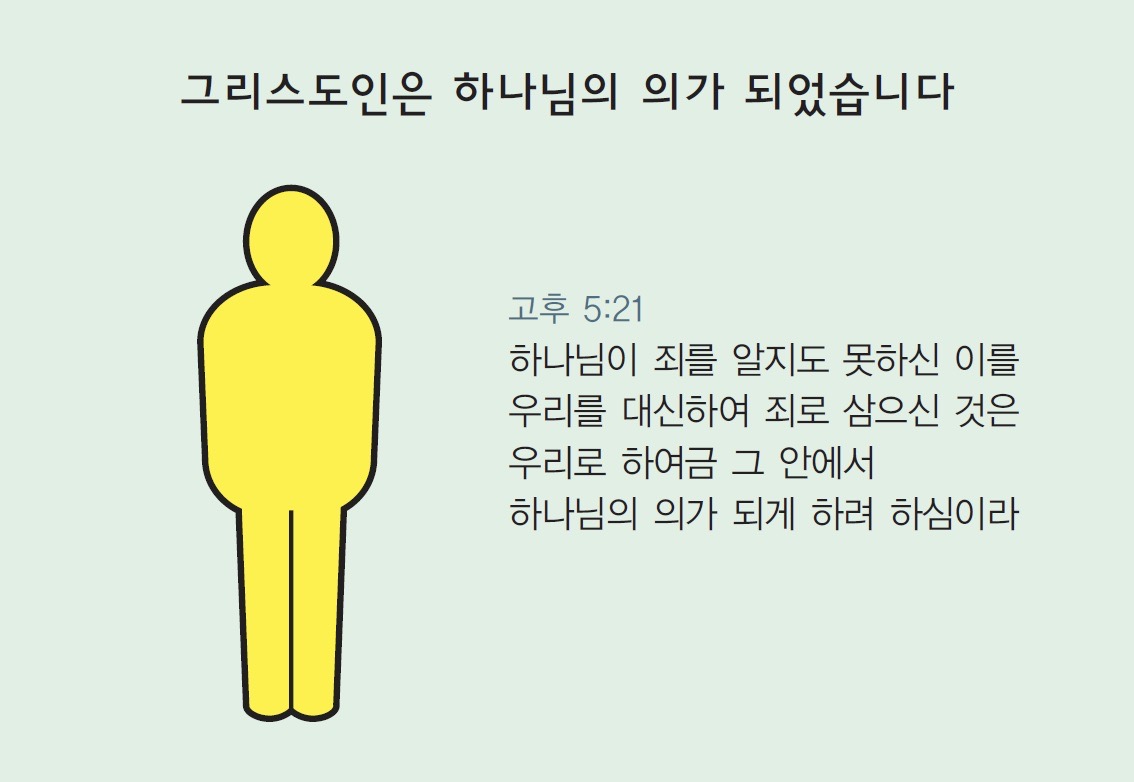 그리스도인은 하나님의 의가 되었습니다
고후 5:21
하나님이 죄를 알지도 못하신 이를
우리를 대신하여 죄로 삼으신 것은
우리로 하여금 그 안에서
하나님의 의가 되게 하려 하심이라